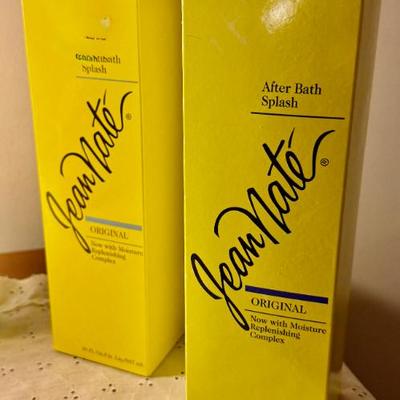 Splash
Jean Naté®
ORIGINAL
Now with Moisture
Replenishing
Complex
After Bath
Splash
Jean Naté®
ORIGINAL
Now with Moisture
Replenishing
Complex